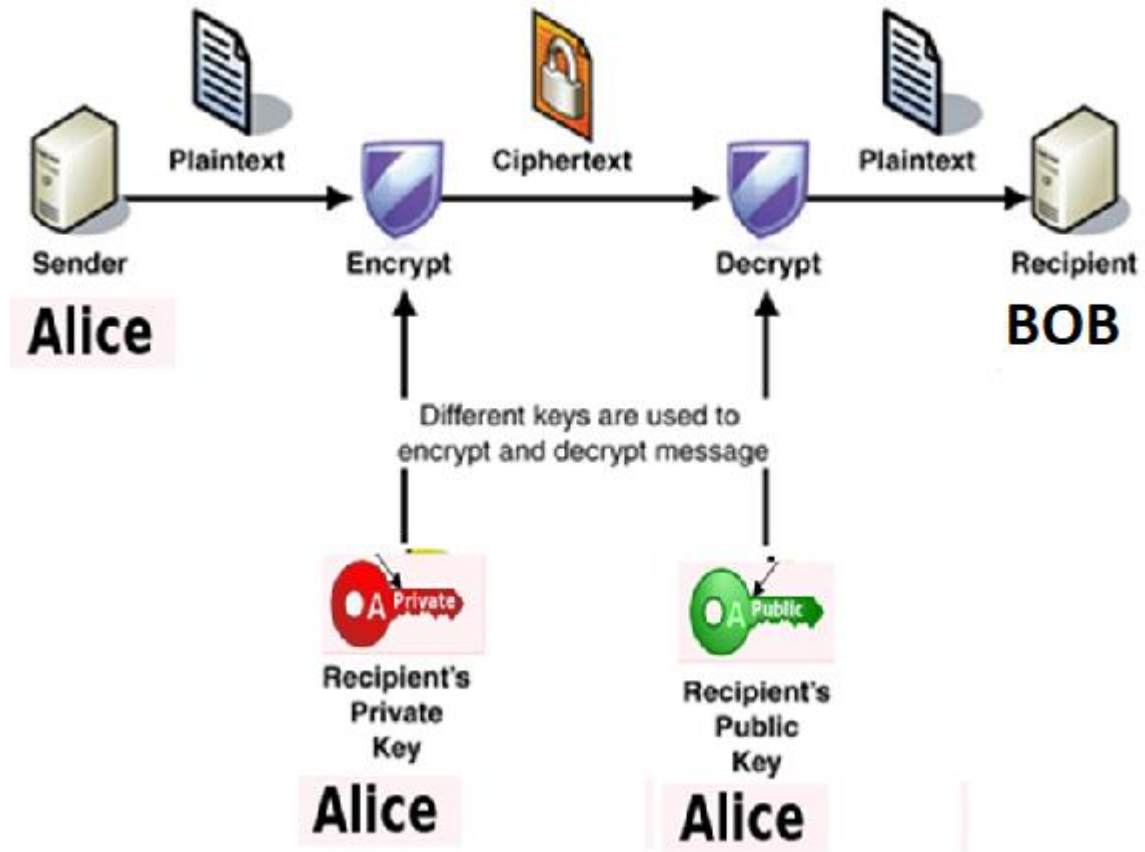 Plaintext
Ciphertext
Plaintext
Sender
Encrypt
Decrypt
Recipient
Alice
BOB
Different keys are used to
encrypt and decrypt message
A Private
A Public
Recipient's
Private
Key
Alice
Recipient's
Public
Key
Alice